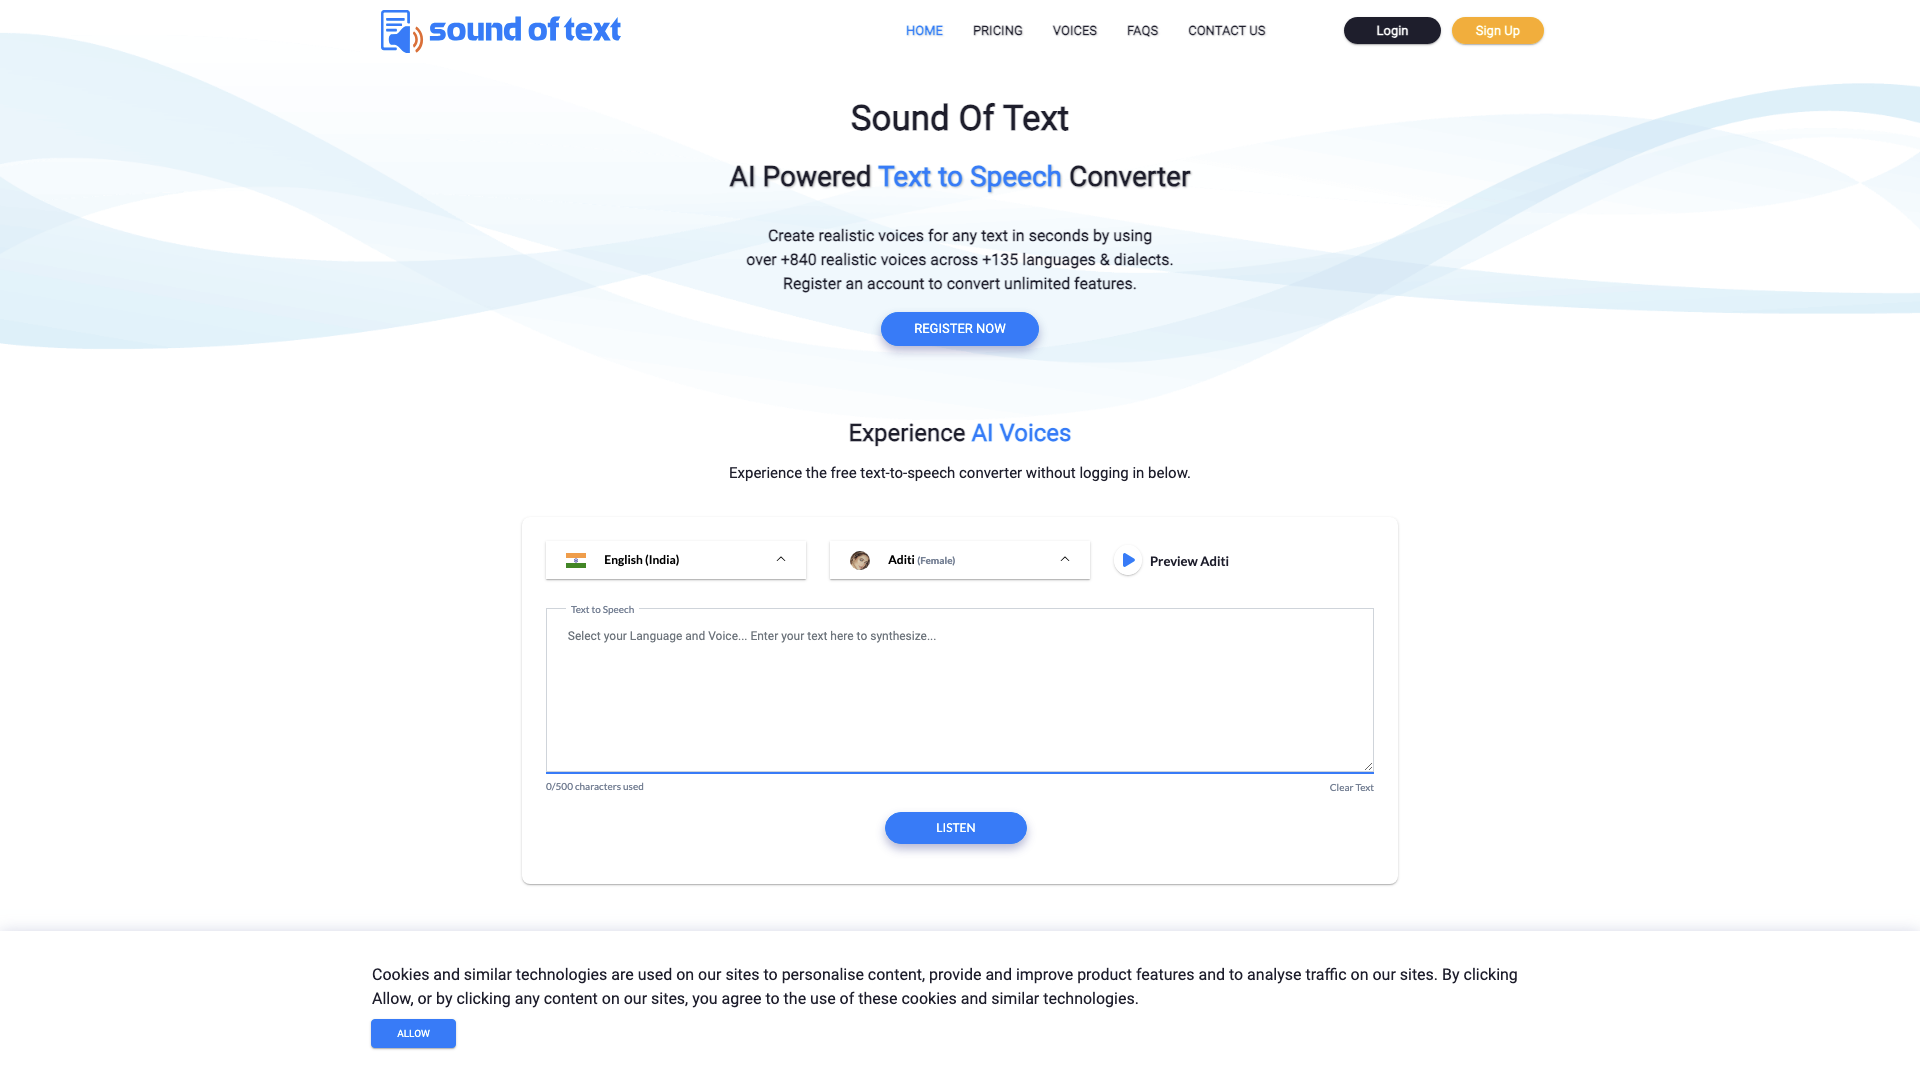 sound of text
HOME PRICING VOICES FAQS CONTACT US Login Sign Up
Sound Of Text
AI Powered Text to Speech Converter
Create realistic voices for any text in seconds by using
over +840 realistic voices across +135 languages & dialects.
Register an account to convert unlimited features.
REGISTER NOW
Experience AI Voices
Experience the free text-to-speech converter without logging in below.
English (India) Aditi (Female) Preview Aditi
Text to Speech
Select your Language and Voice... Enter your text here to synthesize...
0/500 characters used Clear Text
LISTEN
Cookies and similar technologies are used on our sites to personalise content, provide and improve product features and to analyse traffic on our sites. By clicking
Allow, or by clicking any content on our sites, you agree to the use of these cookies and similar technologies.
ALLOW